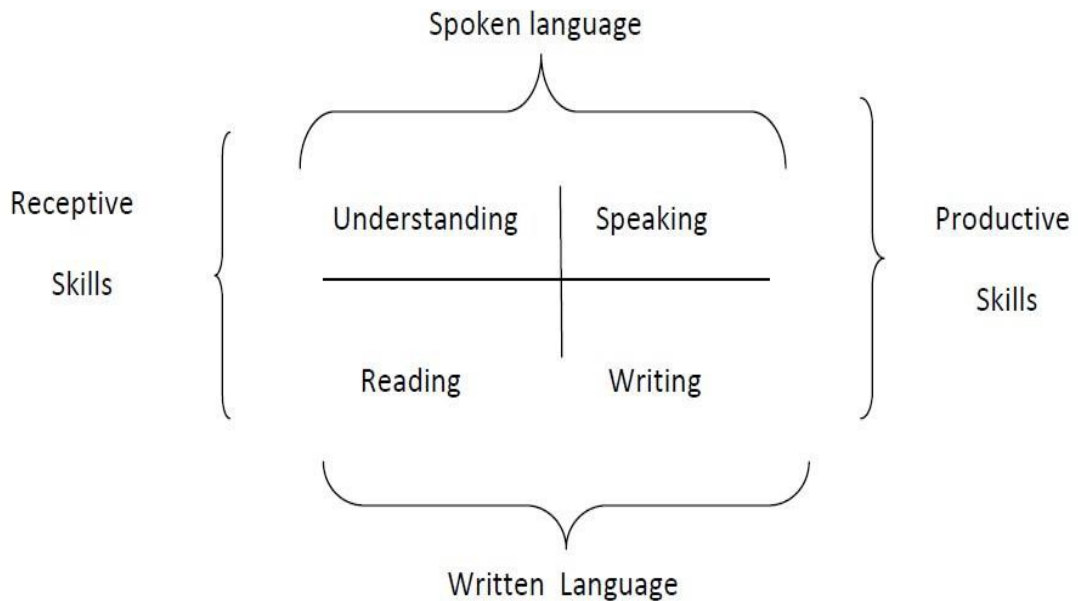 Spoken language
Receptive
Skills
Understanding
Speaking
Productive
Skills
Reading
Writing
Written Language